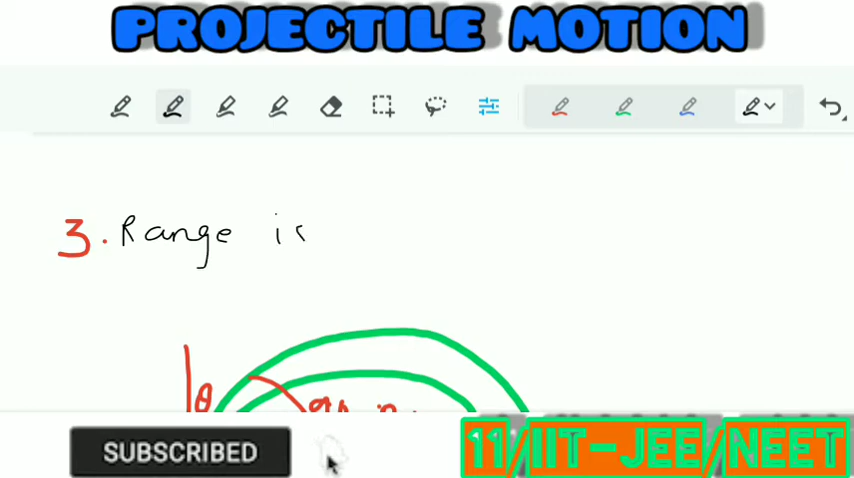 PROJECTILE MOTION
3. Range is
θ
SUBSCRIBED
11/IIT-JEE/NEET